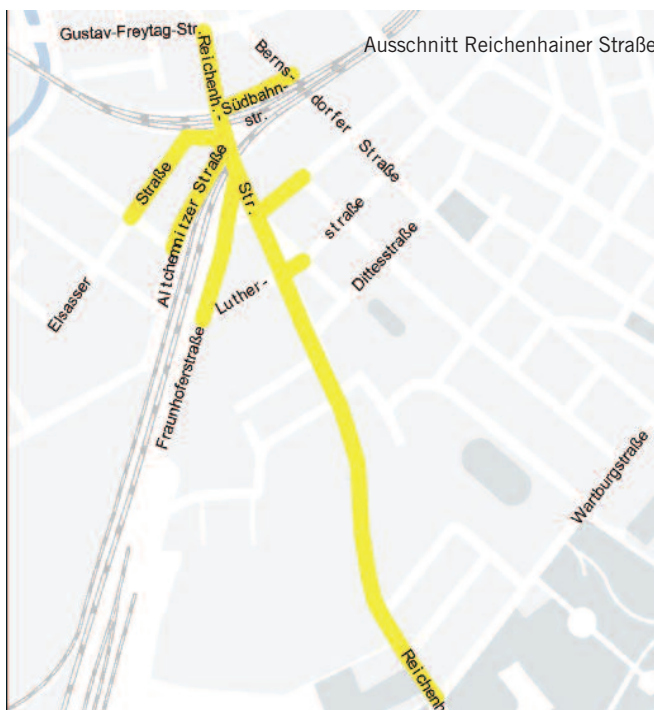 Gustav-Freytag-Str.
Ausschnitt Reichenhainer Straße
Reichenh.-
Str.
Berns-
dorfer Straße
Südbahn-
str.
Elsasser
Straße
Altchemnitzer Straße
Luther-
straße
Dittesstraße
Fraunhoferstraße
Wartburgstraße
Reichenh